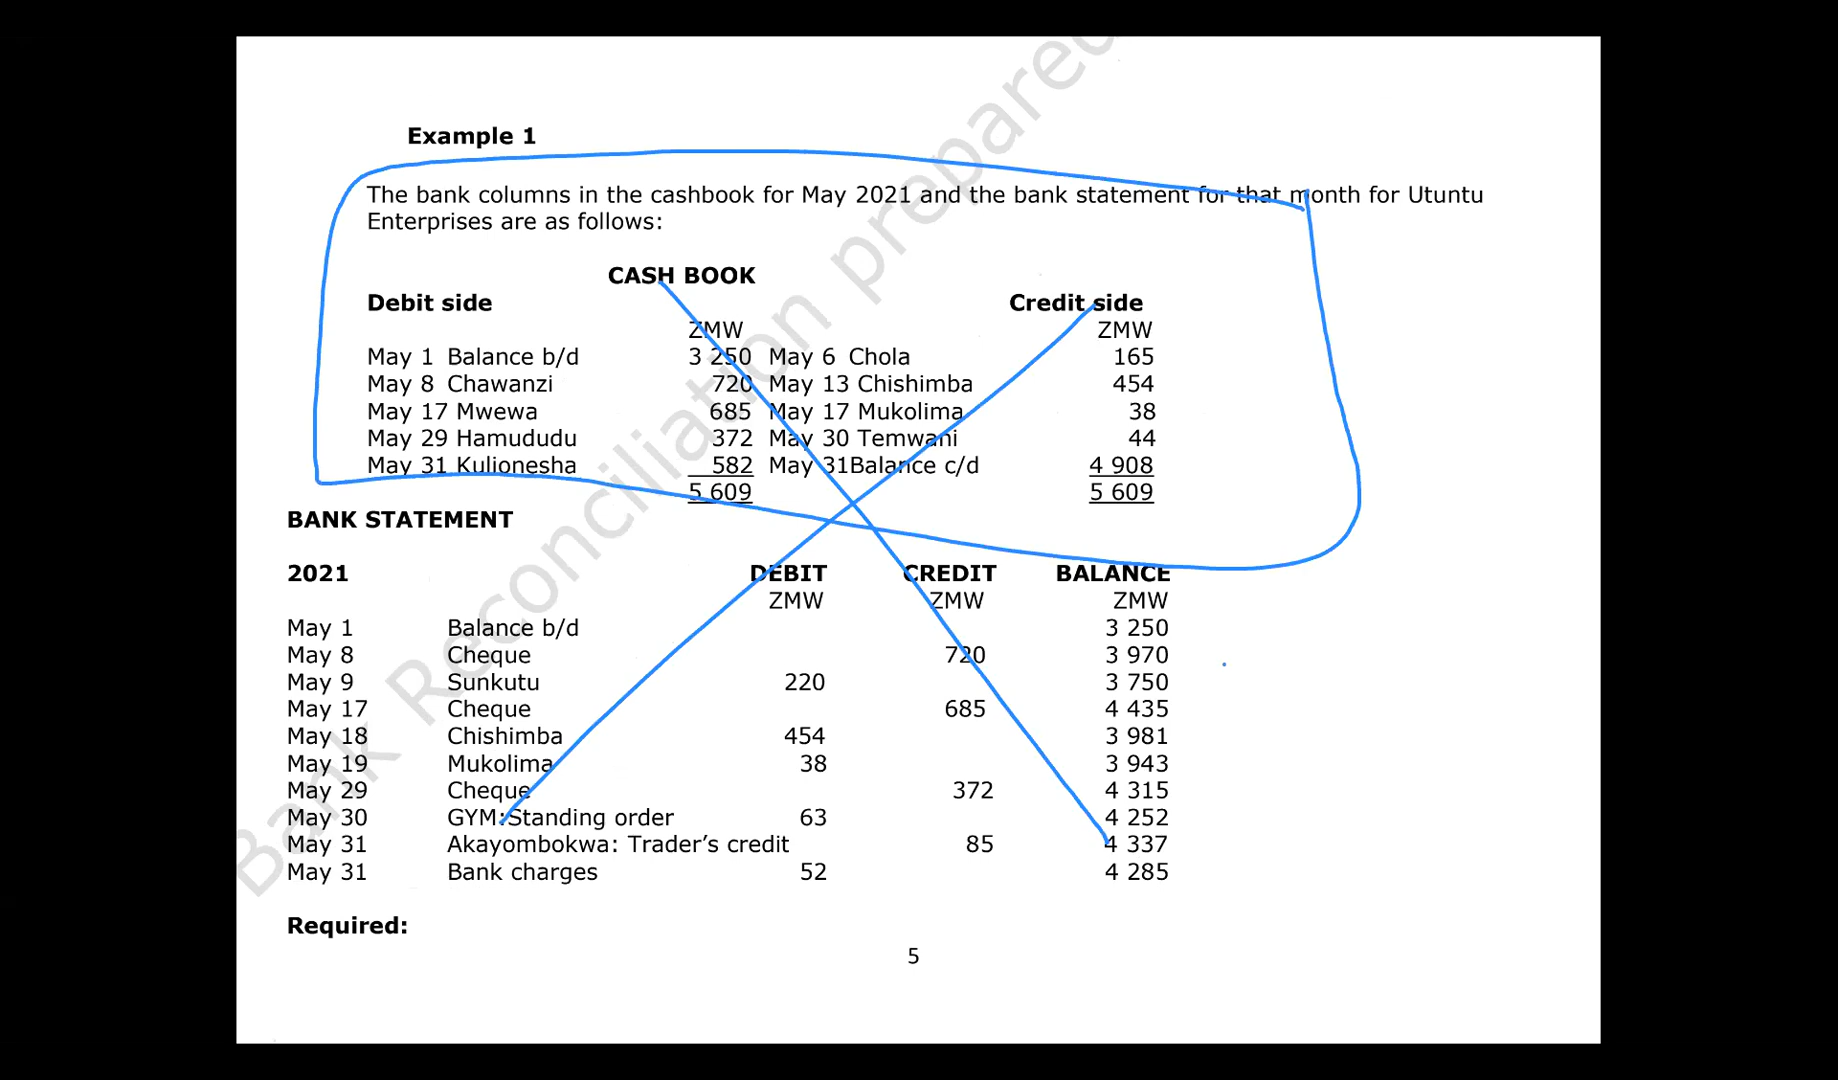 Example 1
The bank columns in the cashbook for May 2021 and the bank statement for that month for Utuntu
Enterprises are as follows:
CASH BOOK
Debit side Credit side
ZMW ZMW
May 1 Balance b/d 3 250 May 6 Chola 165
May 8 Chawanzi 720 May 13 Chishimba 454
May 17 Mwewa 685 May 17 Mukolima 38
May 29 Hamududu 372 May 30 Temwani 44
May 31 Kulionesha 582 May 31Balance c/d 4 908
5 609 5 609
BANK STATEMENT
2021 DEBIT CREDIT BALANCE
ZMW ZMW ZMW
May 1 Balance b/d 3 250
May 8 Cheque 720 3 970
May 9 Sunkutu 220 3 750
May 17 Cheque 685 4 435
May 18 Chishimba 454 3 981
May 19 Mukolima 38 3 943
May 29 Cheque 372 4 315
May 30 GYM:Standing order 63 4 252
May 31 Akayombokwa: Trader’s credit 85 4 337
May 31 Bank charges 52 4 285
Required:
5
Bank Reconciliation prepared